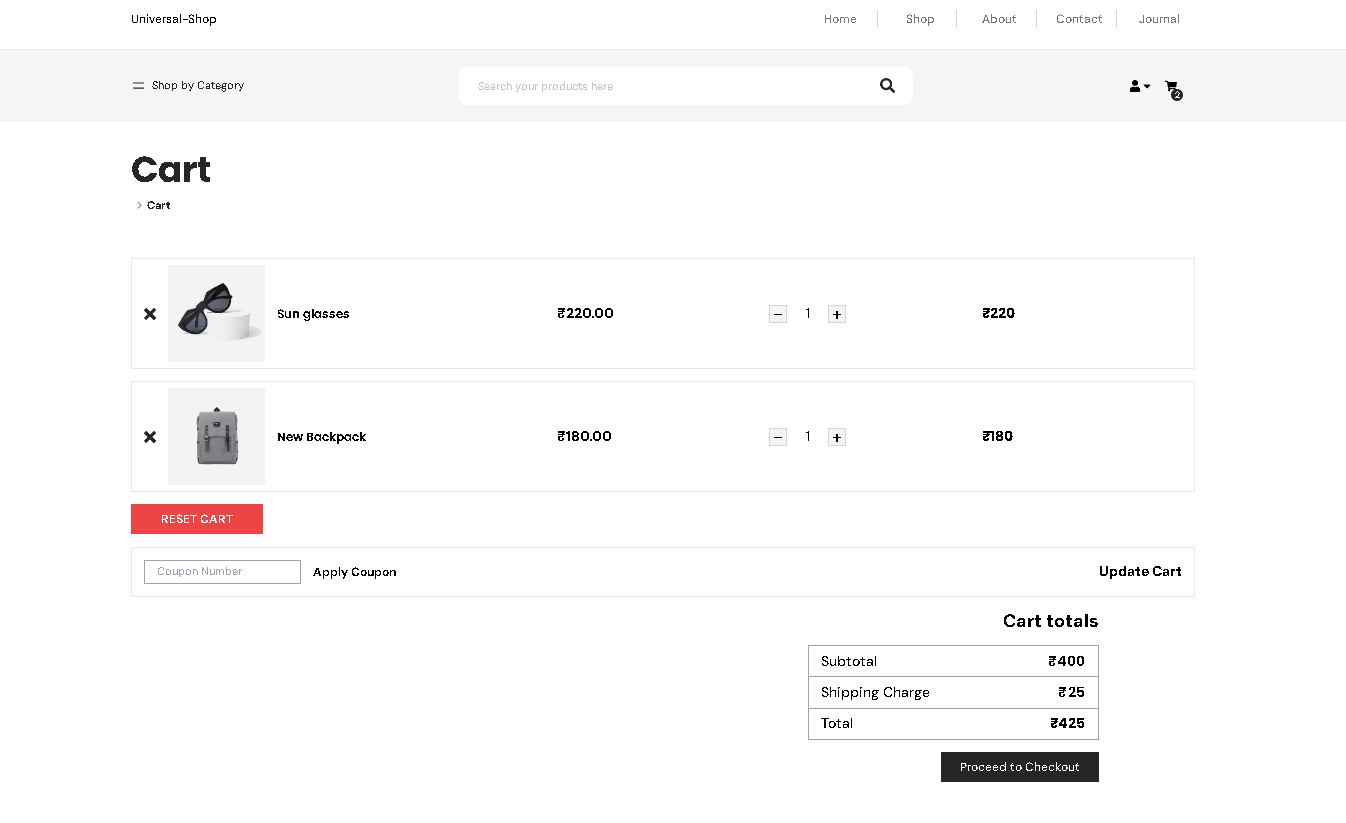 Universal-Shop
Home Shop About Contact Journal
Shop by Category
Search your products here
2
Cart
Cart
Sun glasses ₹220.00 1 ₹220
New Backpack ₹180.00 1 ₹180
RESET CART
Coupon Number Apply Coupon Update Cart
Cart totals
Subtotal ₹400
Shipping Charge ₹25
Total ₹425
Proceed to Checkout